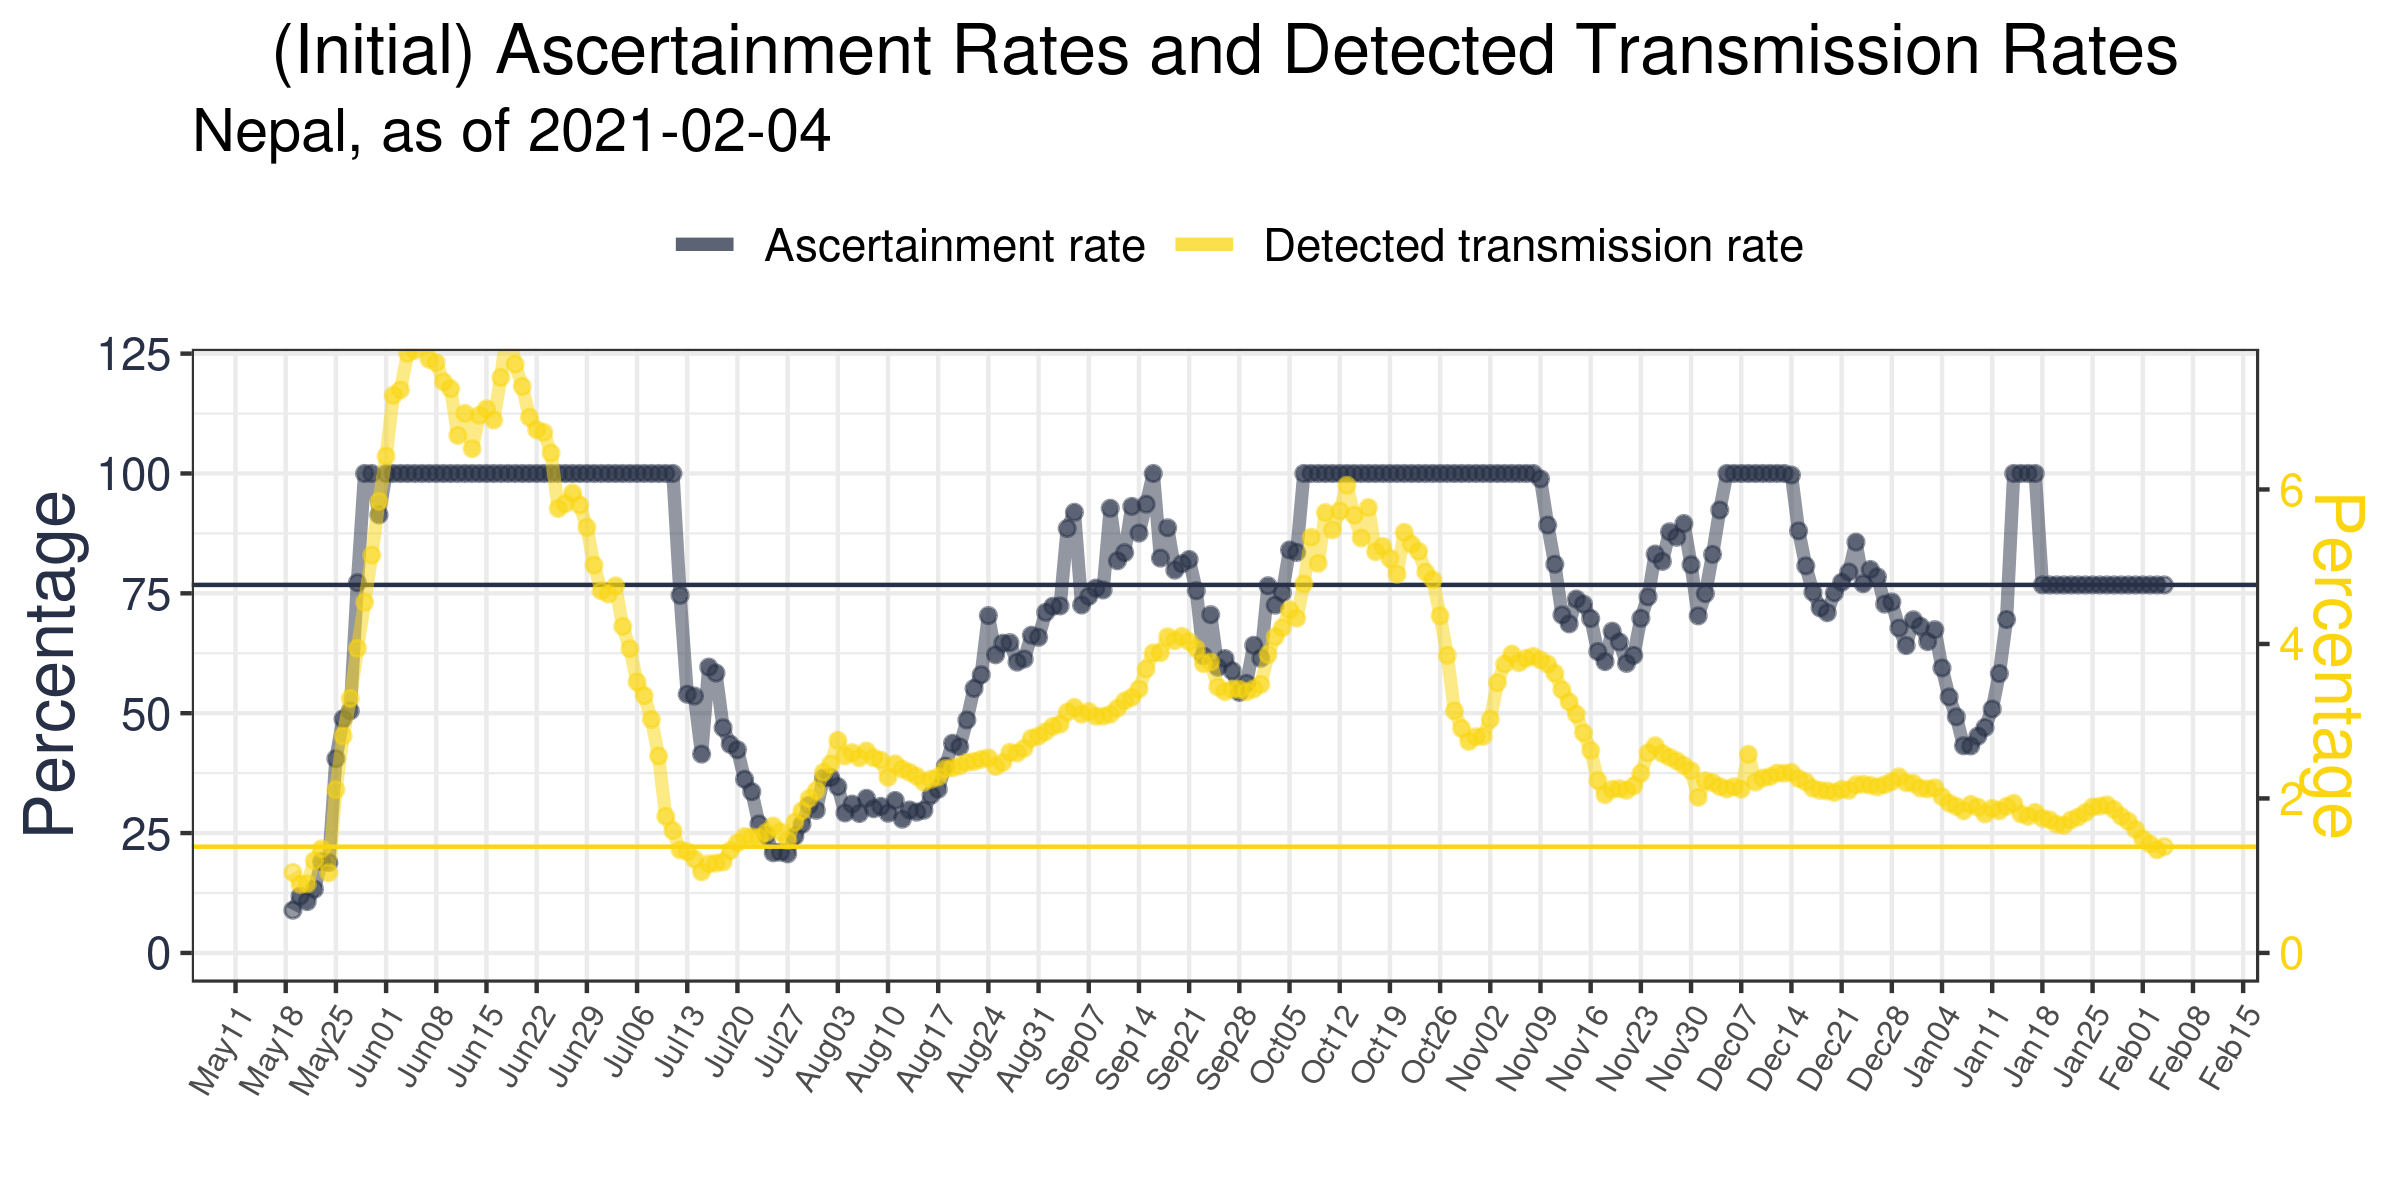 (Initial) Ascertainment Rates and Detected Transmission Rates
Nepal, as of 2021-02-04
Ascertainment rate
Detected transmission rate
Percentage
125
100
75
50
25
0
6
4
2
0
Percentage
May11
May18
May25
Jun01
Jun08
Jun15
Jun22
Jun29
Jul06
Jul13
Jul20
Jul27
Aug03
Aug10
Aug17
Aug24
Aug31
Sep07
Sep14
Sep21
Sep28
Oct05
Oct12
Oct19
Oct26
Nov02
Nov09
Nov16
Nov23
Nov30
Dec07
Dec14
Dec21
Dec28
Jan04
Jan11
Jan18
Jan25
Feb01
Feb08
Feb15